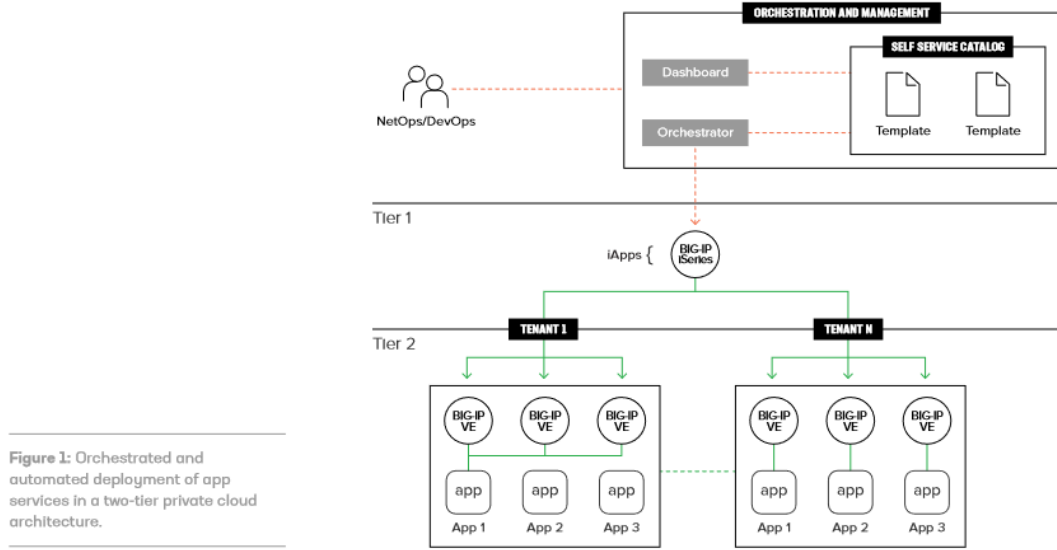 ORCHESTRATION AND MANAGEMENT
SELF SERVICE CATALOG
Dashboard
NetOps/DevOps
Orchestrator
Template
Template
Tier 1
iApps {
BIG-IP
iSeries
TENANT 1
TENANT N
Tier 2
BIG-IP
VE
BIG-IP
VE
BIG-IP
VE
BIG-IP
VE
BIG-IP
VE
BIG-IP
VE
app
app
app
app
app
app
App 1
App 2
App 3
App 1
App 2
App 3
Figure 1: Orchestrated and
automated deployment of app
services in a two-tier private cloud
architecture.